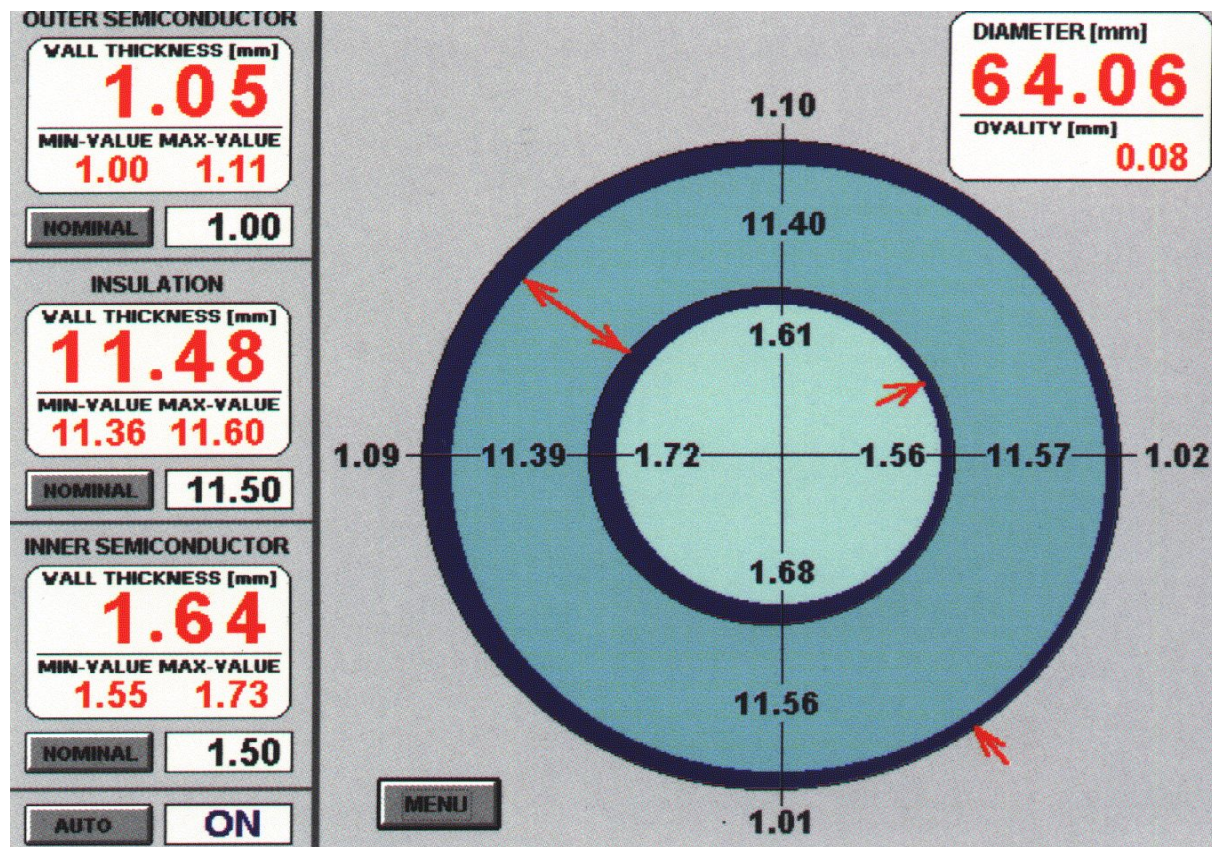 OUTER SEMICONDUCTOR
WALL THICKNESS [mm]
1.05
MIN-VALUE MAX-VALUE
1.00 1.11
NOMINAL 1.00
INSULATION
WALL THICKNESS [mm]
11.48
MIN-VALUE MAX-VALUE
11.36 11.60
NOMINAL 11.50
INNER SEMICONDUCTOR
WALL THICKNESS [mm]
1.64
MIN-VALUE MAX-VALUE
1.55 1.73
NOMINAL 1.50
AUTO ON
1.10
11.40
1.61
1.09 11.39 1.72 1.56 11.57 1.02
1.68
11.56
1.01
MENU
DIAMETER [mm]
64.06
OVALITY [mm]
0.08